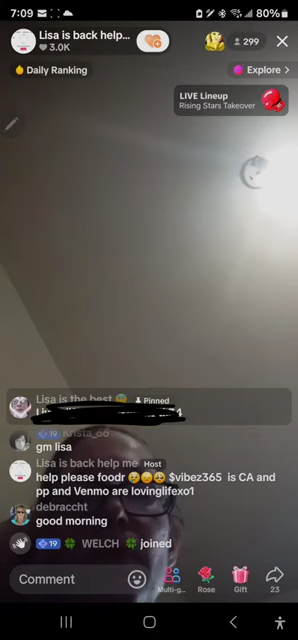 7:09
80%
Lisa is back help...
3.0K
299
Daily Ranking
Explore >
LIVE Lineup
Rising Stars Takeover
Lisa is the best 😇 Pinned
19 Krista_66
gm lisa
Lisa is back help me Host
help please foodr 😢😞🥺 $vibez365 is CA and
pp and Venmo are lovinglifexo1
debraccht
good morning
19 🍀 WELCH 🍀 joined
Comment
Multi-g...
Rose
Gift
23